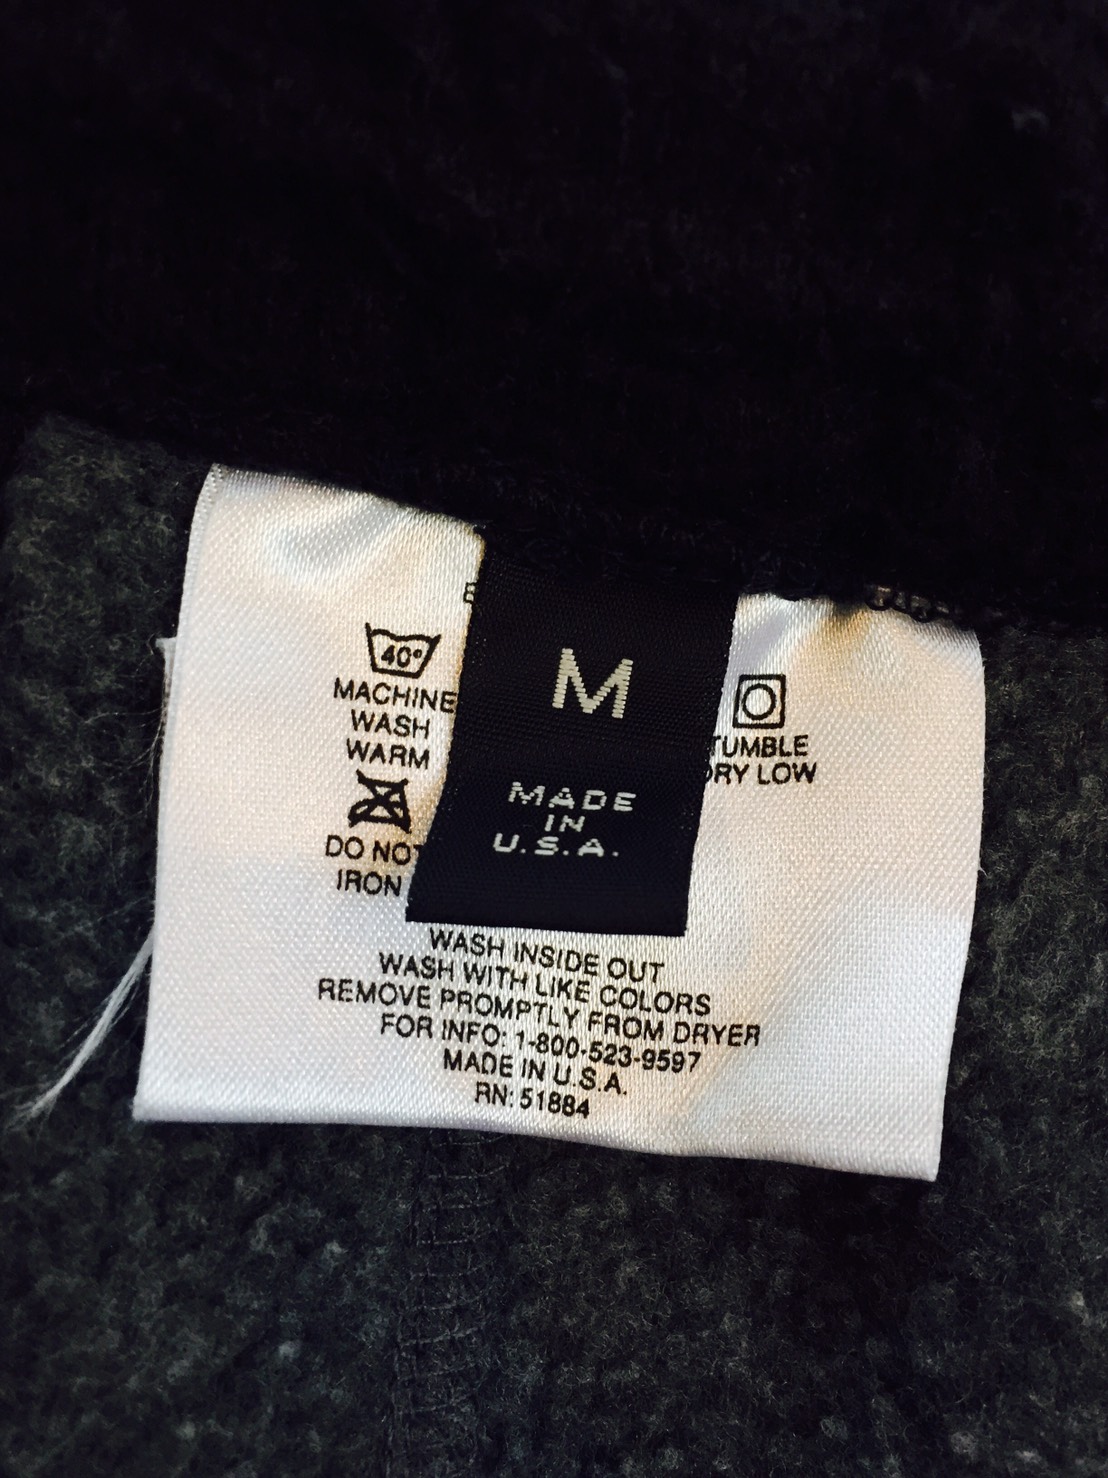 40°
MACHINE
WASH
WARM
DO NOT
IRON
M
MADE
IN
U.S.A.
TUMBLE
DRY LOW
WASH INSIDE OUT
WASH WITH LIKE COLORS
REMOVE PROMPTLY FROM DRYER
FOR INFO: 1-800-523-9597
MADE IN U.S.A.
RN: 51884